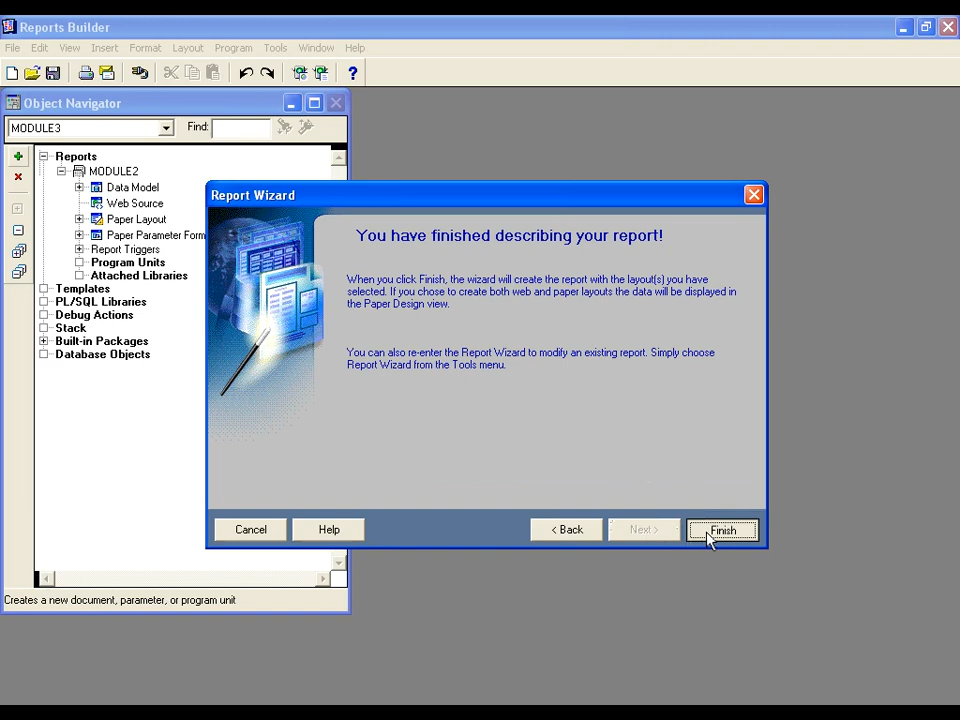 Reports Builder
File Edit View Insert Format Layout Program Tools Window Help
Object Navigator
MODULE3 Find:
Reports
MODULE2
Data Model
Web Source
Paper Layout
Paper Parameter Form
Report Triggers
Program Units
Attached Libraries
Templates
PL/SQL Libraries
Debug Actions
Stack
Built-in Packages
Database Objects
Creates a new document, parameter, or program unit
Report Wizard
You have finished describing your report!
When you click Finish, the wizard will create the report with the layout(s) you have
selected. If you chose to create both web and paper layouts the data will be displayed in
the Paper Design view.
You can also re-enter the Report Wizard to modify an existing report. Simply choose
Report Wizard from the Tools menu.
Cancel Help < Back Next > Finish